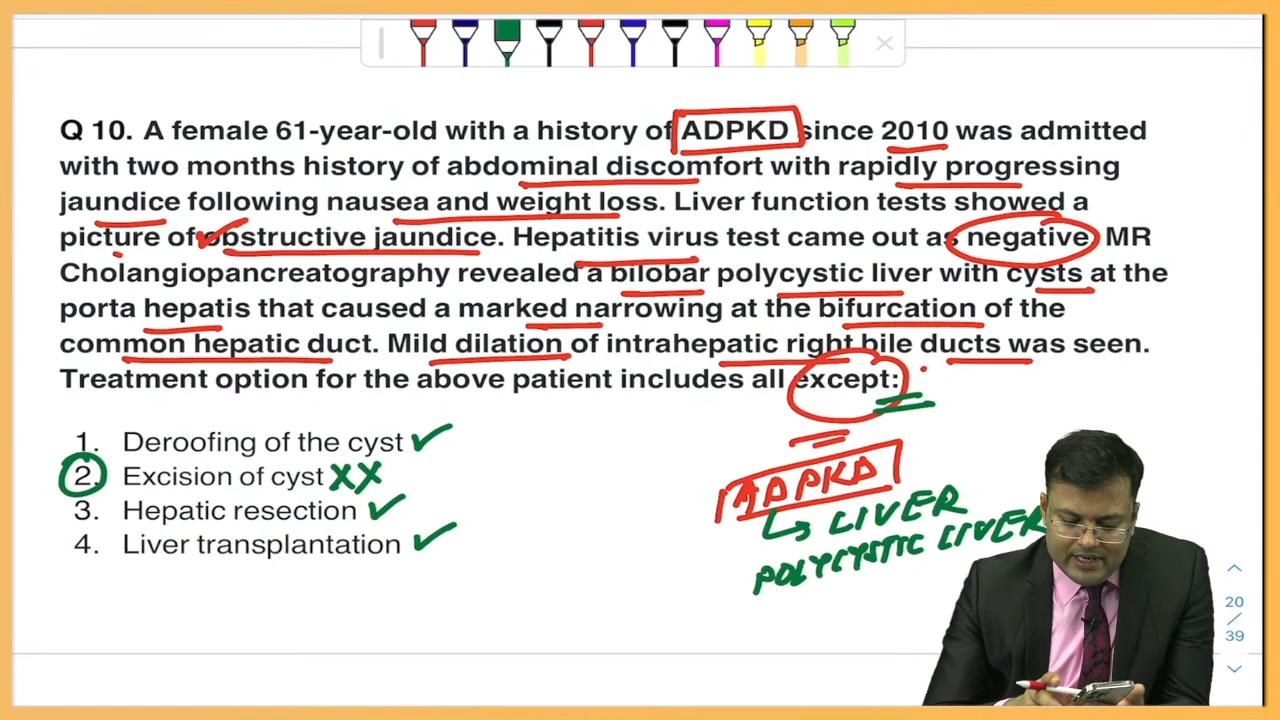 Q 10. A female 61-year-old with a history of ADPKD since 2010 was admitted
with two months history of abdominal discomfort with rapidly progressing
jaundice following nausea and weight loss. Liver function tests showed a
picture of obstructive jaundice. Hepatitis virus test came out as negative. MR
Cholangiopancreatography revealed a bilobar polycystic liver with cysts at the
porta hepatis that caused a marked narrowing at the bifurcation of the
common hepatic duct. Mild dilation of intrahepatic right bile ducts was seen.
Treatment option for the above patient includes all except:
1. Deroofing of the cyst
2. Excision of cyst XX
3. Hepatic resection
4. Liver transplantation
ADPKD
LIVER
POLYCYSTIC LIVER
20
39